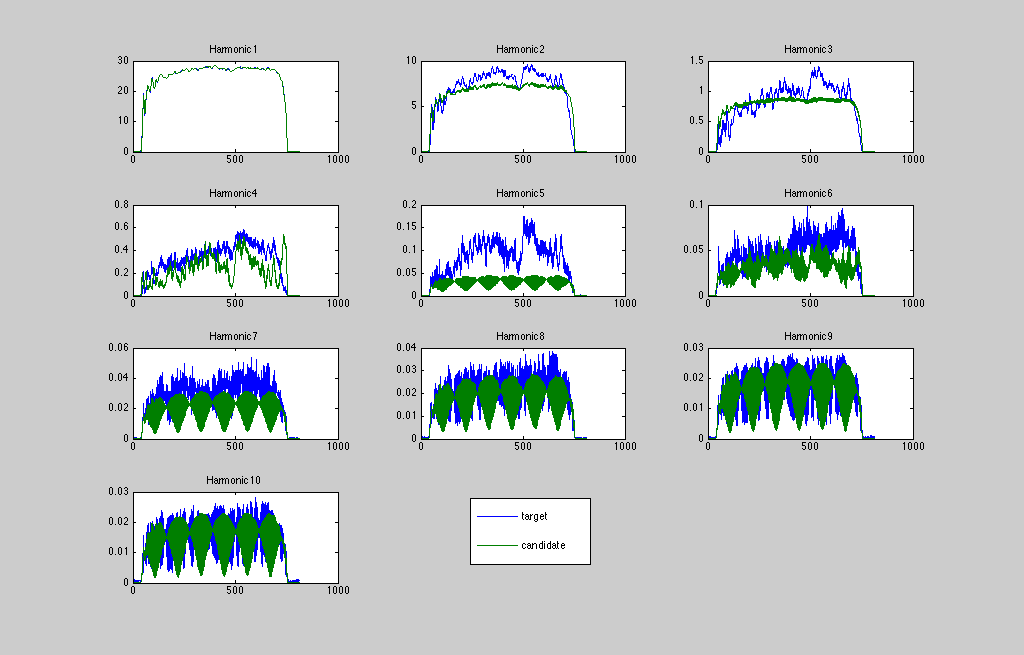 Harmonic1
30
20
10
0
0 500 1000
Harmonic2
10
5
0
0 500 1000
Harmonic3
1.5
1
0.5
0
0 500 1000
Harmonic4
0.8
0.6
0.4
0.2
0
0 500 1000
Harmonic5
0.2
0.15
0.1
0.05
0
0 500 1000
Harmonic6
0.1
0.05
0
0 500 1000
Harmonic7
0.06
0.04
0.02
0
0 500 1000
Harmonic8
0.04
0.03
0.02
0.01
0
0 500 1000
Harmonic9
0.03
0.02
0.01
0
0 500 1000
Harmonic10
0.03
0.02
0.01
0
0 500 1000
target
candidate